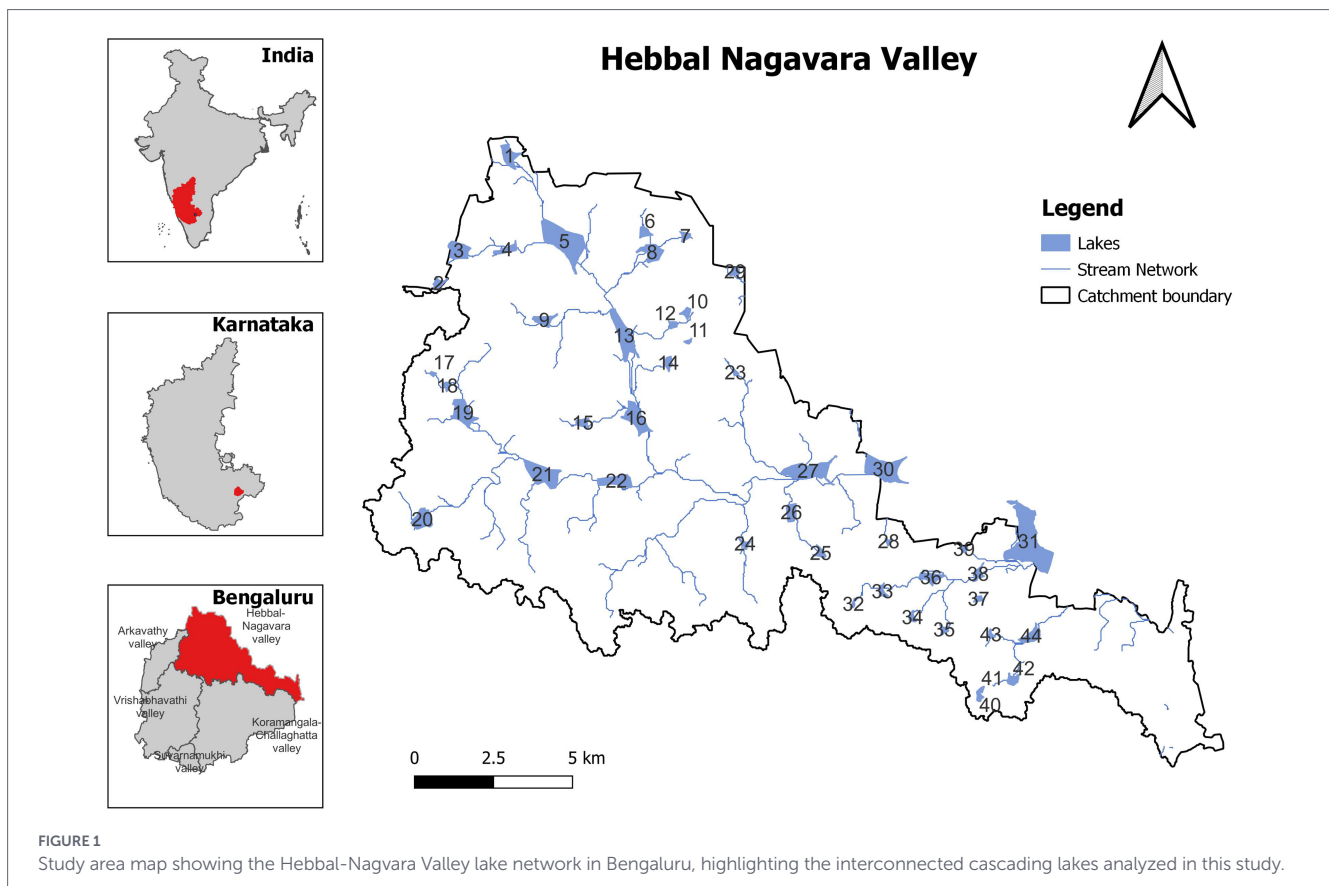 Hebbal Nagavara Valley
India
Karnataka
Bengaluru
Hebbal-
Nagavara
valley
Arkavathy
valley
Vrishabhavathi
valley
Koramangala-
Challaghatta
valley
Suvarnamukhi
valley
Legend
Lakes
Stream Network
Catchment boundary
1
2
3
4
5
6
7
8
9
10
11
12
13
14
15
16
17
18
19
20
21
22
23
24
25
26
27
28
29
30
31
32
33
34
35
36
37
38
39
40
41
42
43
44
0 2.5 5 km
FIGURE 1
Study area map showing the Hebbal-Nagvara Valley lake network in Bengaluru, highlighting the interconnected cascading lakes analyzed in this study.